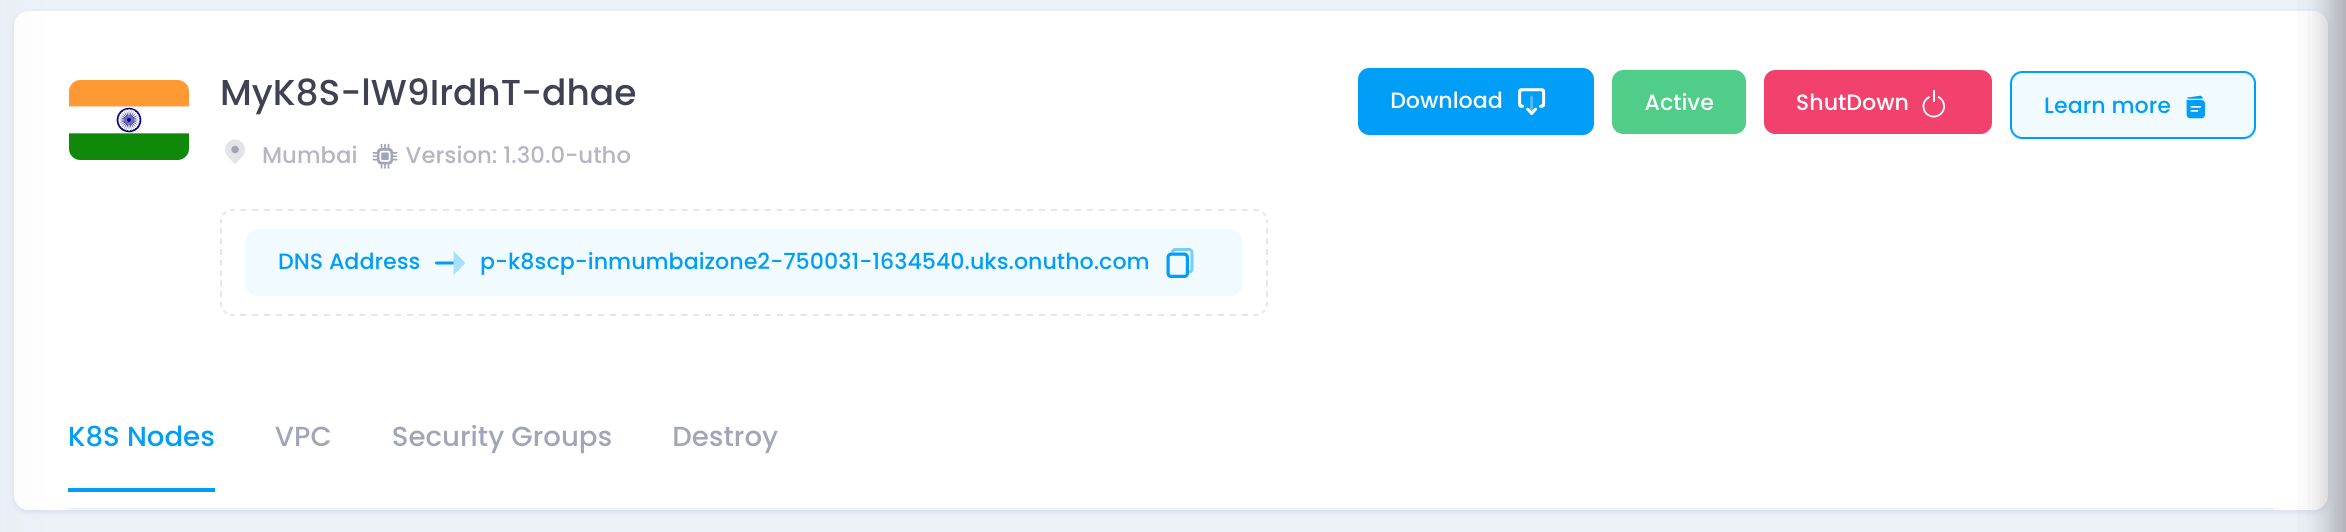 MyK8S-lW9IrdhT-dhae
Download
Active
ShutDown
Learn more
Mumbai Version: 1.30.0-utho
DNS Address p-k8scp-inmumbaizone2-750031-1634540.uks.onutho.com
K8S Nodes VPC Security Groups Destroy